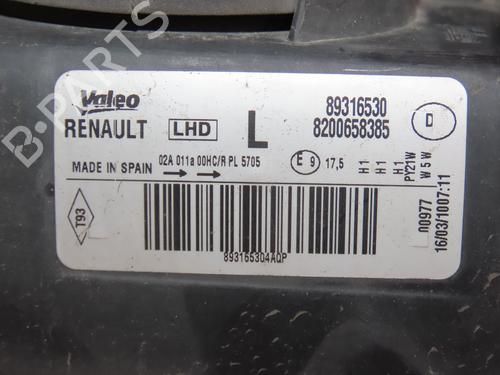 B-PARTS
Valeo
RENAULT
LHD
L
89316530
8200658385
D
MADE IN SPAIN
02A 011a 00HC/R PL 5705
E 9 17,5
H1
H1
H1
PY21W
W5W
T93
893165304AQP
00977
16/03/1007:11